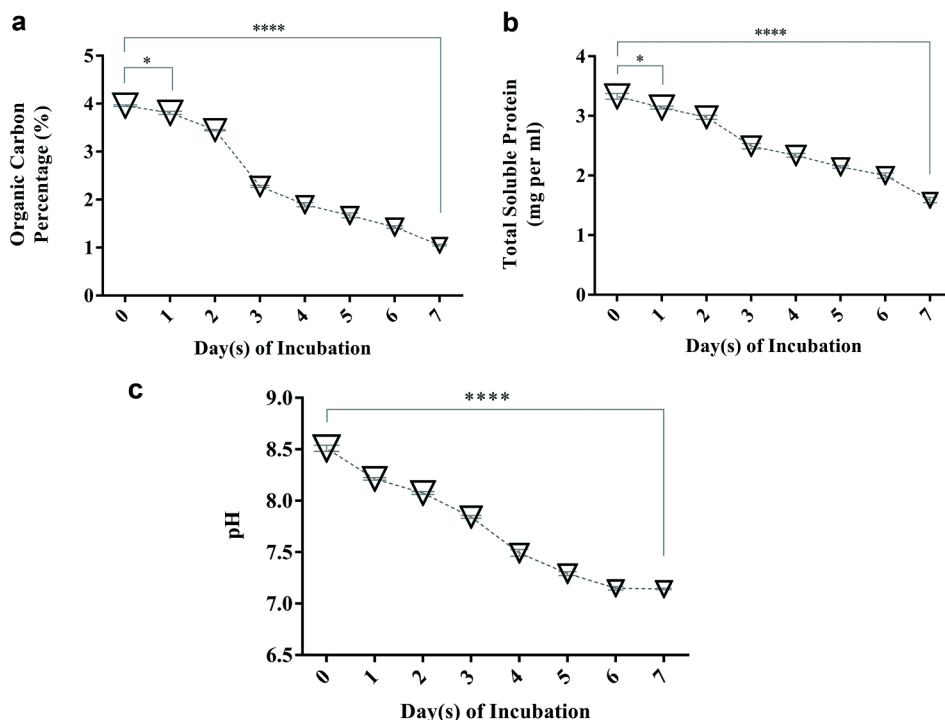 a
****
*
5
4
3
2
1
0
Organic Carbon
Percentage (%)
0 1 2 3 4 5 6 7
Day(s) of Incubation
b
****
*
4
3
2
1
0
Total Soluble Protein
(mg per ml)
0 1 2 3 4 5 6 7
Day(s) of Incubation
c
****
9.0
8.5
8.0
7.5
7.0
6.5
pH
0 1 2 3 4 5 6 7
Day(s) of Incubation